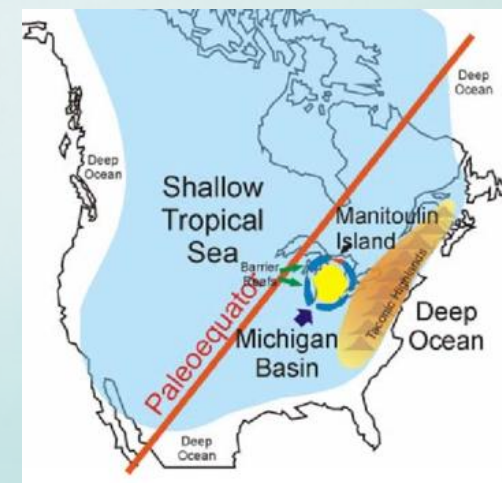 Deep
Ocean
Deep
Ocean
Shallow
Tropical
Sea
Manitoulin
Island
Barrier
Reefs
Paleoequator
Michigan
Basin
Taconic Highlands
Deep
Ocean
Deep
Ocean